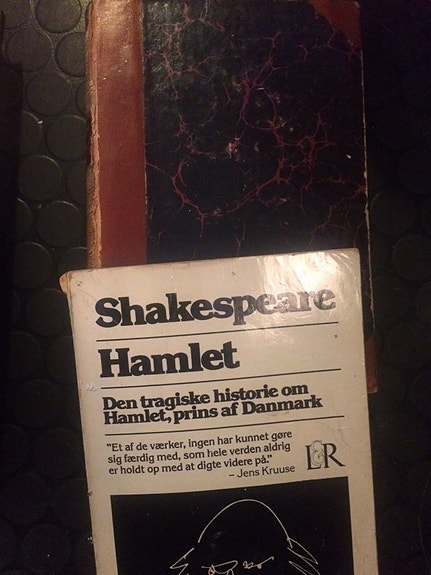 Shakespeare
Hamlet
Den tragiske historie om
Hamlet, prins af Danmark
"Et af de værker, ingen har kunnet gøre
sig færdig med, som hele verden aldrig
er holdt op med at digte videre på."
– Jens Kruuse
L&R